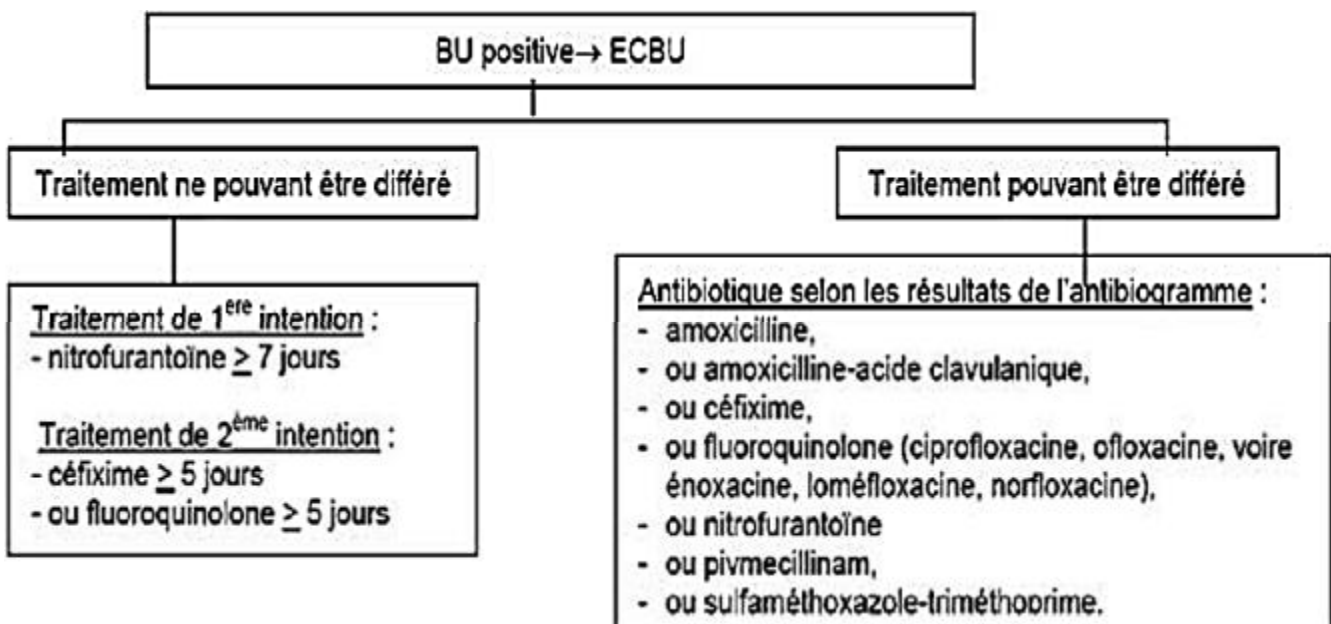 BU positive→ ECBU
Traitement ne pouvant être différé
Traitement pouvant être différé
Traitement de 1ere intention :
- nitrofurantoïne ≥ 7 jours
Traitement de 2ème intention :
- céfixime ≥ 5 jours
- ou fluoroquinolone ≥ 5 jours
Antibiotique selon les résultats de l'antibiogramme :
- amoxicilline,
- ou amoxicilline-acide clavulanique,
- ou céfixime,
- ou fluoroquinolone (ciprofloxacine, ofloxacine, voire
énoxacine, loméfloxacine, norfloxacine),
- ou nitrofurantoïne
- ou pivmecillinam,
- ou sulfaméthoxazole-triméthoprime.